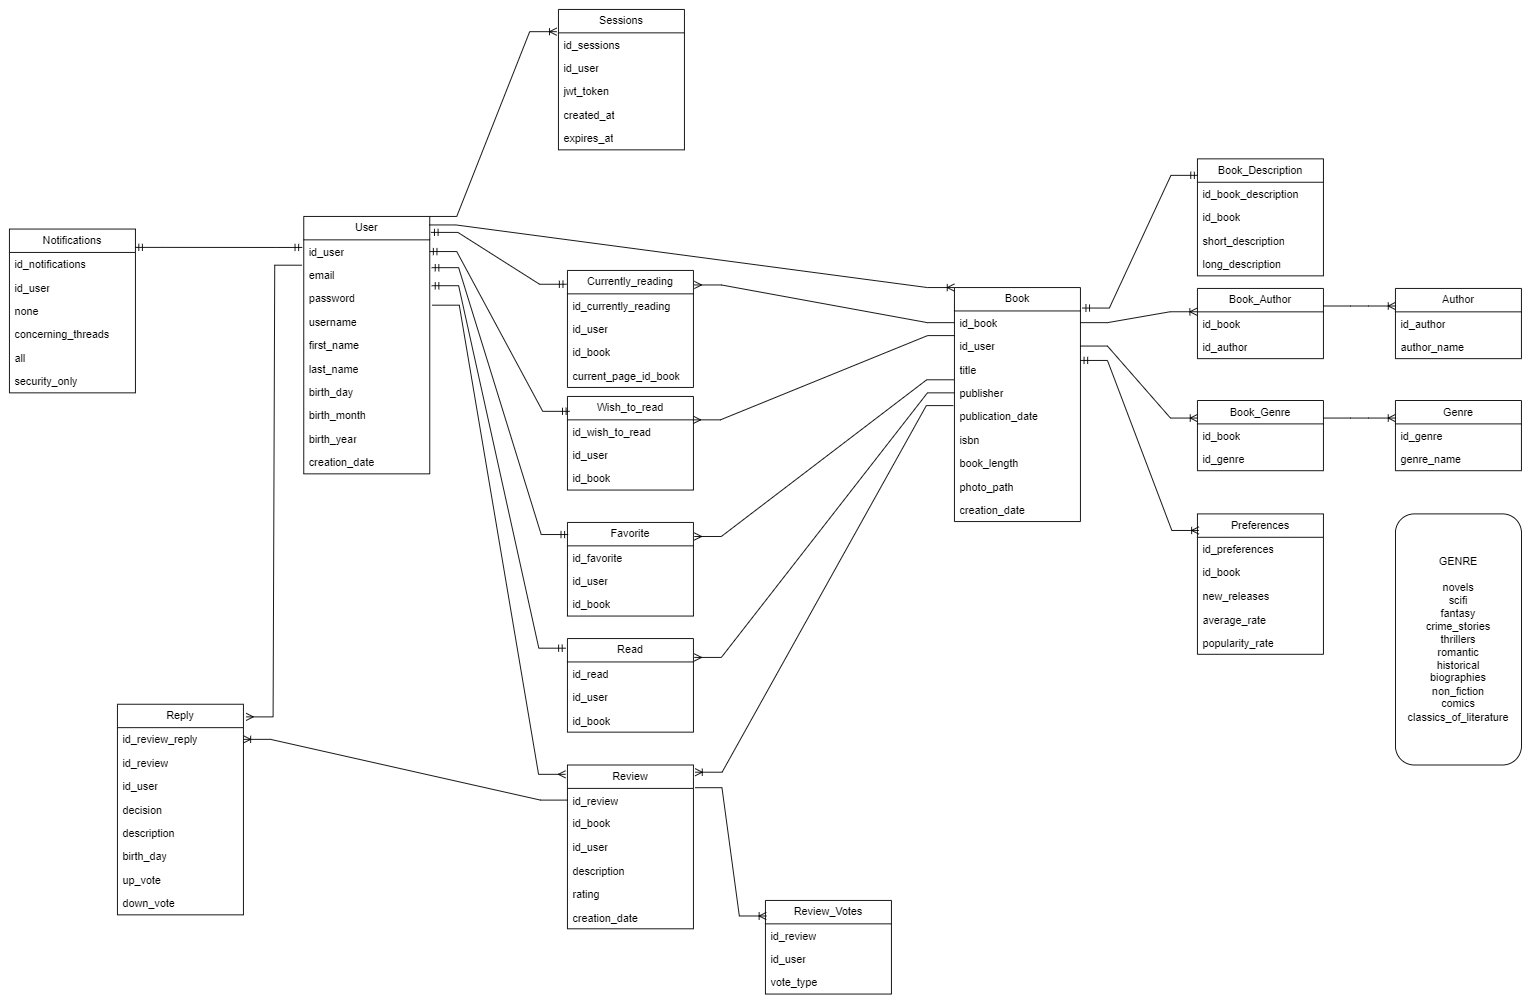 Sessions
id_sessions
id_user
jwt_token
created_at
expires_at
Notifications
id_notifications
id_user
none
concerning_threads
all
security_only
User
id_user
email
password
username
first_name
last_name
birth_day
birth_month
birth_year
creation_date
Currently_reading
id_currently_reading
id_user
id_book
current_page_id_book
Wish_to_read
id_wish_to_read
id_user
id_book
Favorite
id_favorite
id_user
id_book
Read
id_read
id_user
id_book
Reply
id_review_reply
id_review
id_user
decision
description
birth_day
up_vote
down_vote
Review
id_review
id_book
id_user
description
rating
creation_date
Review_Votes
id_review
id_user
vote_type
Book
id_book
id_user
title
publisher
publication_date
isbn
book_length
photo_path
creation_date
Book_Description
id_book_description
id_book
short_description
long_description
Book_Author
id_book
id_author
Author
id_author
author_name
Book_Genre
id_book
id_genre
Genre
id_genre
genre_name
Preferences
id_preferences
id_book
new_releases
average_rate
popularity_rate
GENRE
novels
scifi
fantasy
crime_stories
thrillers
romantic
historical
biographies
non_fiction
comics
classics_of_literature